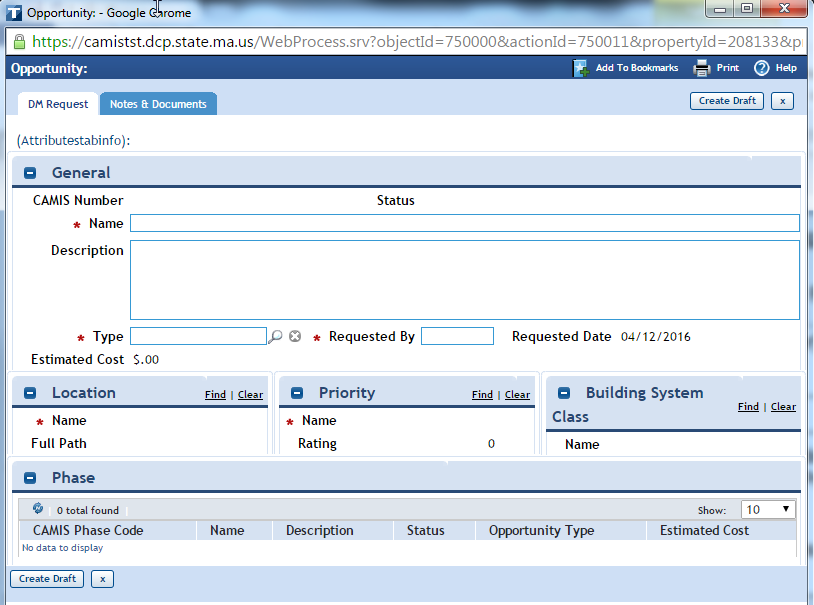 Opportunity: - Google Chrome
https://camistst.dcp.state.ma.us/WebProcess.srv?objectId=750000&actionId=750011&propertyId=208133&p
Opportunity: Add To Bookmarks Print ? Help
DM Request Notes & Documents Create Draft x
(Attributestabinfo):
General
CAMIS Number Status
* Name
Description
* Type * Requested By Requested Date 04/12/2016
Estimated Cost $.00
Location Find | Clear Priority Find | Clear Building System Class Find | Clear
* Name * Name Name
Full Path Rating 0
Phase
0 total found Show: 10
CAMIS Phase Code Name Description Status Opportunity Type Estimated Cost
No data to display
Create Draft x